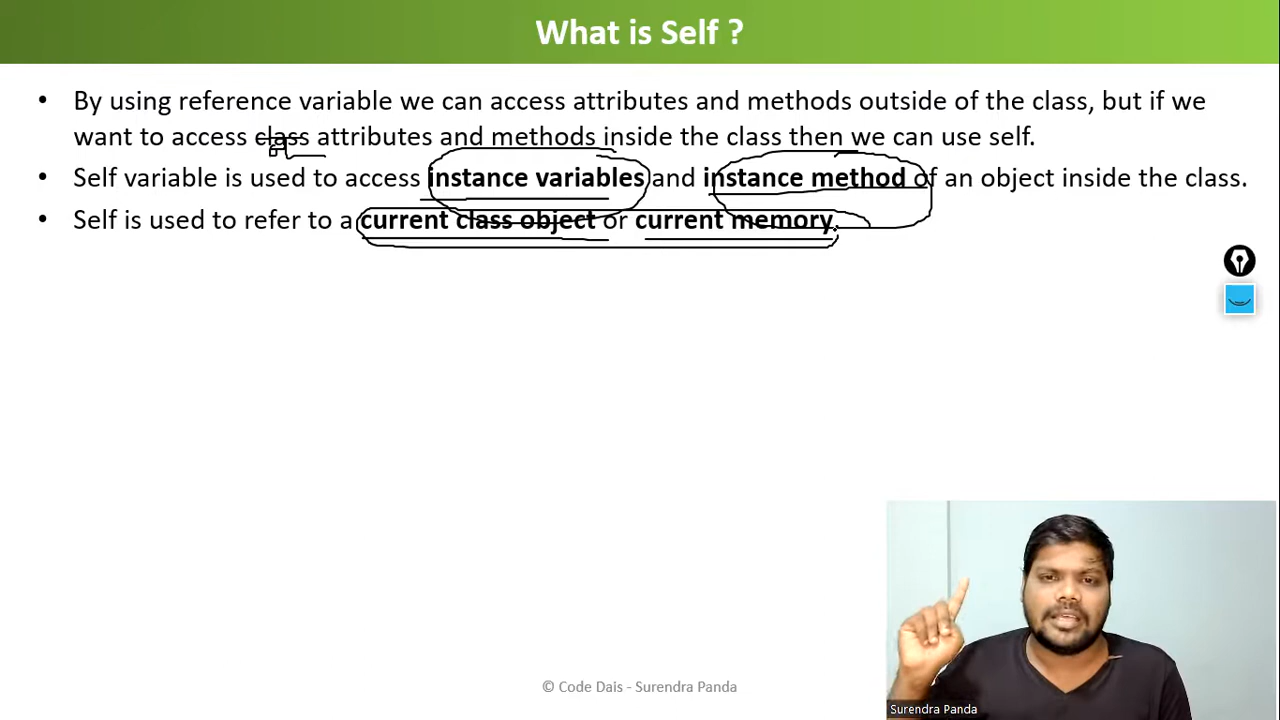 What is Self ?
• By using reference variable we can access attributes and methods outside of the class, but if we
want to access class attributes and methods inside the class then we can use self.
• Self variable is used to access instance variables and instance method of an object inside the class.
• Self is used to refer to a current class object or current memory.
© Code Dais - Surendra Panda
Surendra Panda